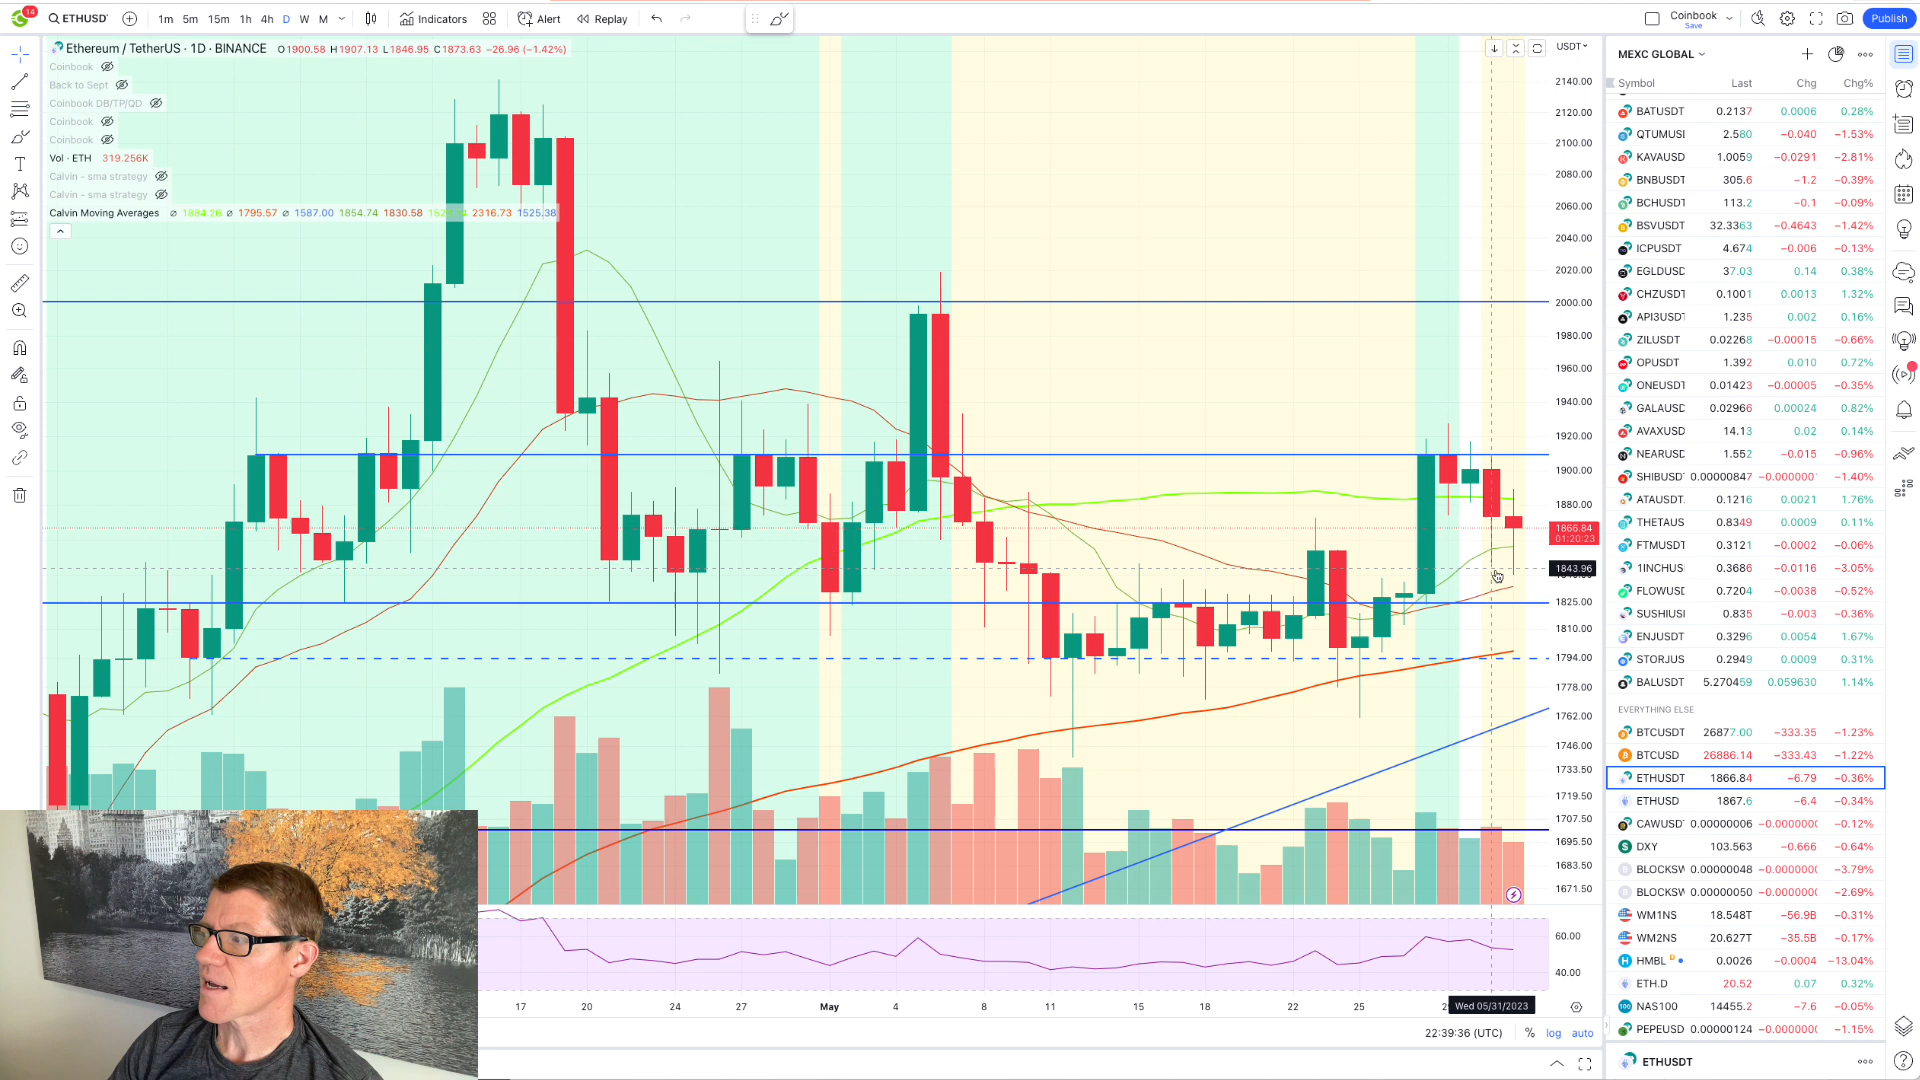 14
ETHUSD
1m 5m 15m 1h 4h D W M
Indicators
Alert
Replay
Coinbook
Save
Publish
Ethereum / TetherUS · 1D · BINANCE O1900.58 H1907.13 L1846.95 C1873.63 −26.96 (−1.42%)
Coinbook
Back to Sept
Coinbook DB/TP/QD
Coinbook
Coinbook
Vol · ETH 319.256K
Calvin - sma strategy
Calvin - sma strategy
Calvin Moving Averages 1884.26 1795.57 1587.00 1854.74 1830.58 2316.73 1525.38
USDT
2140.00
2120.00
2100.00
2080.00
2060.00
2040.00
2020.00
2000.00
1980.00
1960.00
1940.00
1920.00
1900.00
1880.00
1866.84
01:20:23
1843.96
1825.00
1810.00
1794.00
1778.00
1762.00
1746.00
1733.50
1719.50
1707.50
1695.50
1683.50
1671.50
60.00
40.00
17 20 24 27 May 4 8 11 15 18 22 25 Wed 05/31/2023
22:39:36 (UTC) % log auto
MEXC GLOBAL
Symbol Last Chg Chg%
BATUSDT 0.2137 0.0006 0.28%
QTUMUSI 2.580 −0.040 −1.53%
KAVAUSD 1.0059 −0.0291 −2.81%
BNBUSDT 305.6 −1.2 −0.39%
BCHUSDT 113.2 −0.1 −0.09%
BSVUSDT 32.3363 −0.4643 −1.42%
ICPUSDT 4.674 −0.006 −0.13%
EGLDUSD 37.03 0.14 0.38%
CHZUSDT 0.1001 0.0013 1.32%
API3USDT 1.235 0.002 0.16%
ZILUSDT 0.02268 −0.00015 −0.66%
OPUSDT 1.392 0.010 0.72%
ONEUSDT 0.01423 −0.00005 −0.35%
GALAUSD 0.02966 0.00024 0.82%
AVAXUSD 14.13 0.02 0.14%
NEARUSD 1.552 −0.015 −0.96%
SHIBUSD 0.00000847 −0.0000000 −1.40%
ATAUSDT 0.1216 0.0021 1.76%
THETAUS 0.8349 0.0009 0.11%
FTMUSDT 0.3121 −0.0002 −0.06%
1INCHUS 0.3686 −0.0116 −3.05%
FLOWUSD 0.7204 −0.0038 −0.52%
SUSHIUSI 0.835 −0.003 −0.36%
ENJUSDT 0.3296 0.0054 1.67%
STORJUS 0.2949 0.0009 0.31%
BALUSDT 5.270459 0.059630 1.14%
EVERYTHING ELSE
BTCUSDT 26877.00 −333.35 −1.23%
BTCUSD 26886.14 −333.43 −1.22%
ETHUSDT 1866.84 −6.79 −0.36%
ETHUSD 1867.6 −6.4 −0.34%
CAWUSD 0.00000006 −0.0000000 −0.12%
DXY 103.563 −0.666 −0.64%
BLOCKSW 0.00000048 −0.0000000 −3.79%
BLOCKSW 0.00000050 −0.0000000 −2.69%
WM1NS 18.548T −56.9B −0.31%
WM2NS 20.627T −35.5B −0.17%
HMBL D 0.0026 −0.0004 −13.04%
ETH.D 20.52 0.07 0.32%
NAS100 14455.2 −7.6 −0.05%
PEPEUSD 0.00000124 −0.0000000 −1.15%
ETHUSDT